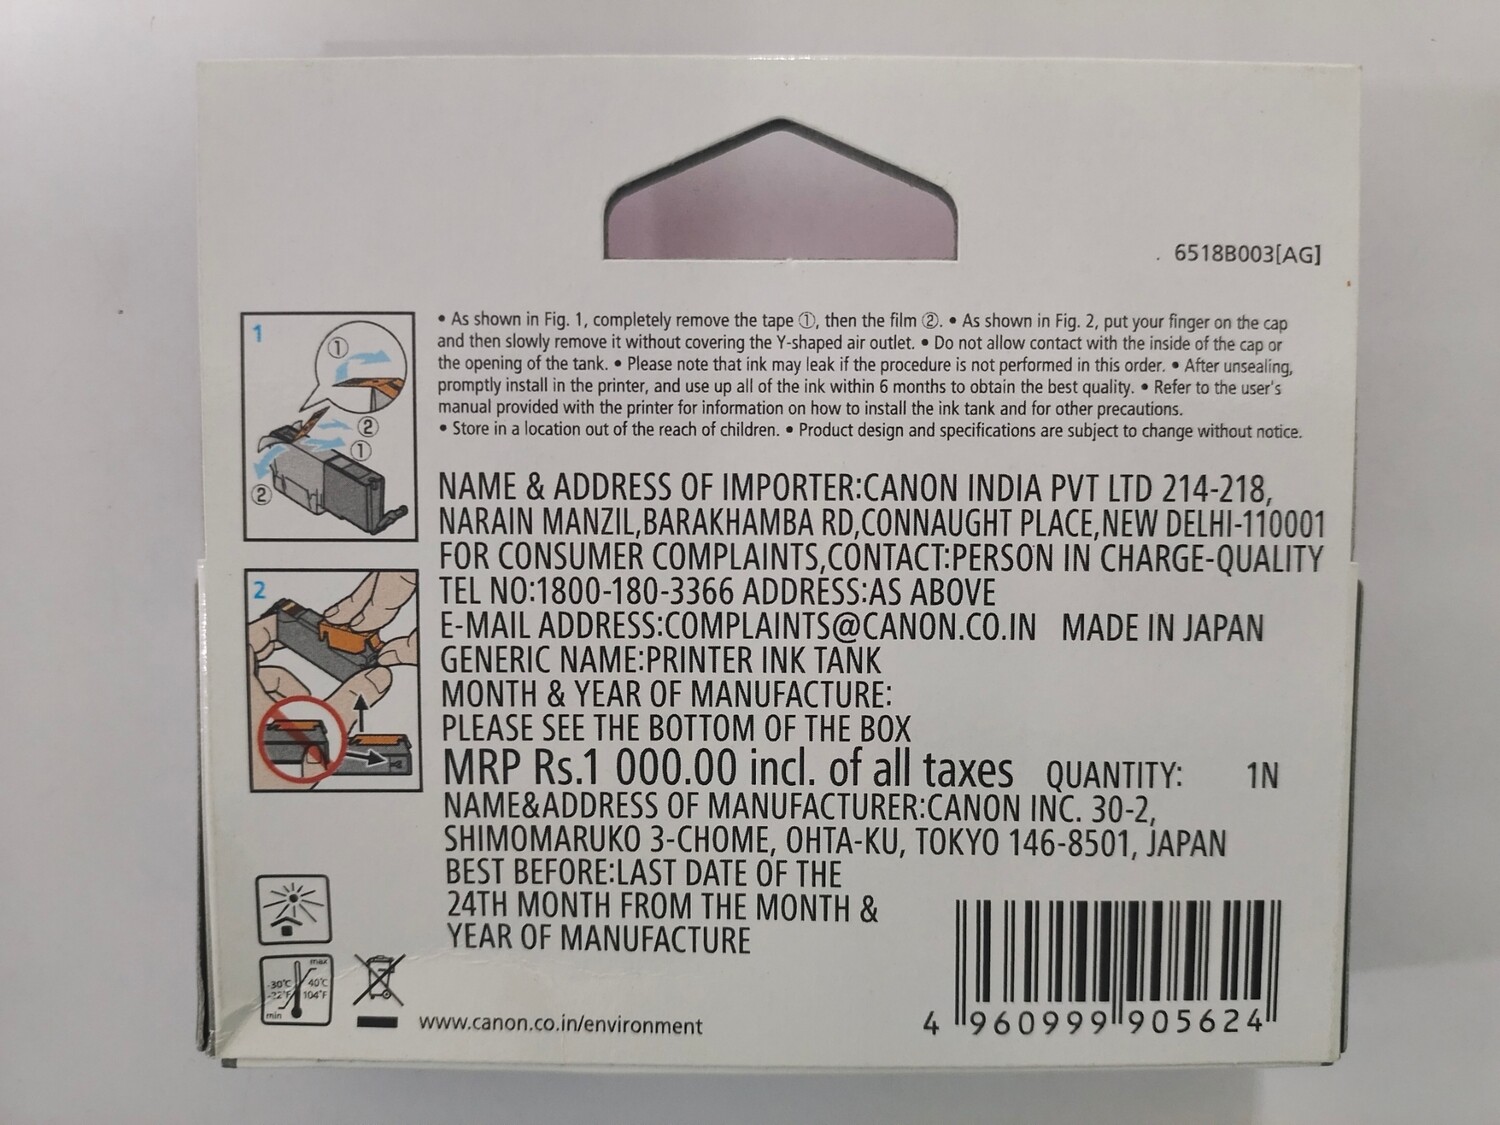 . 6518B003[AG]
• As shown in Fig. 1, completely remove the tape ①, then the film ②. • As shown in Fig. 2, put your finger on the cap
and then slowly remove it without covering the Y-shaped air outlet. • Do not allow contact with the inside of the cap or
the opening of the tank. • Please note that ink may leak if the procedure is not performed in this order. • After unsealing,
promptly install in the printer, and use up all of the ink within 6 months to obtain the best quality. • Refer to the user's
manual provided with the printer for information on how to install the ink tank and for other precautions.
• Store in a location out of the reach of children. • Product design and specifications are subject to change without notice.
1
①
②
①
②
2
NAME & ADDRESS OF IMPORTER:CANON INDIA PVT LTD 214-218,
NARAIN MANZIL,BARAKHAMBA RD,CONNAUGHT PLACE,NEW DELHI-110001
FOR CONSUMER COMPLAINTS,CONTACT:PERSON IN CHARGE-QUALITY
TEL NO:1800-180-3366 ADDRESS:AS ABOVE
E-MAIL ADDRESS:COMPLAINTS@CANON.CO.IN MADE IN JAPAN
GENERIC NAME:PRINTER INK TANK
MONTH & YEAR OF MANUFACTURE:
PLEASE SEE THE BOTTOM OF THE BOX
MRP Rs.1 000.00 incl. of all taxes QUANTITY: 1N
NAME&ADDRESS OF MANUFACTURER:CANON INC. 30-2,
SHIMOMARUKO 3-CHOME, OHTA-KU, TOKYO 146-8501, JAPAN
BEST BEFORE:LAST DATE OF THE
24TH MONTH FROM THE MONTH &
YEAR OF MANUFACTURE
max
-30°C 40°C
-22°F 104°F
min
www.canon.co.in/environment
4 960999 905624